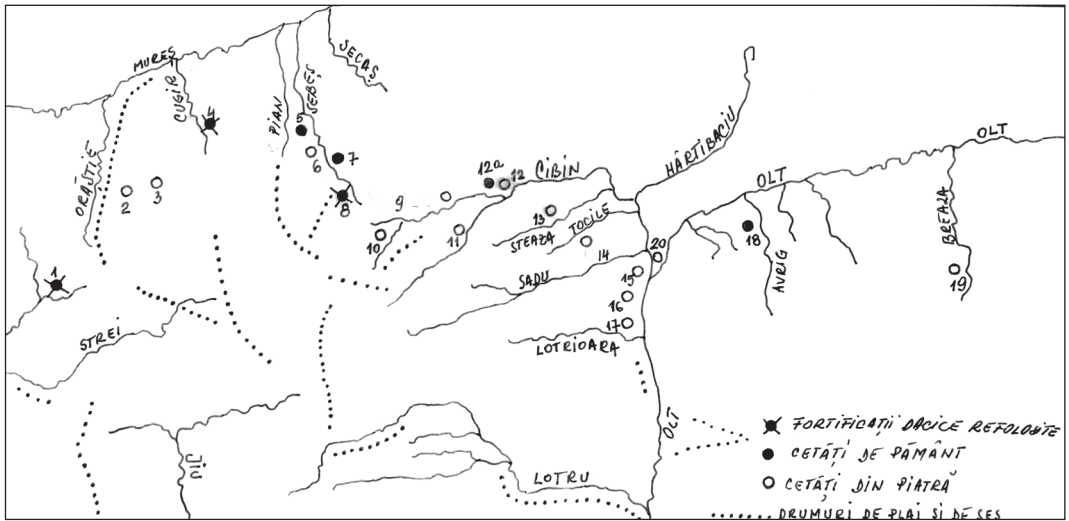 MUREȘ
SECAȘ
CUGIR
PIAN
SEBEȘ
ORĂȘTIE
HÂRTIBACIU
OLT
OLT
BREAZA
CIBIN
STEAZA
TOCILE
SADU
AVRIG
LOTRIOARA
STREI
JIU
OLT
LOTRU
1
2
3
4
5
6
7
8
9
10
11
12a
12
13
14
15
16
17
18
19
20
FORTIFICAȚII DACICE REFOLOSITE
CETĂȚI DE PĂMÂNT
CETĂȚI DIN PIATRĂ
DRUMURI DE PLAI SI DE SES